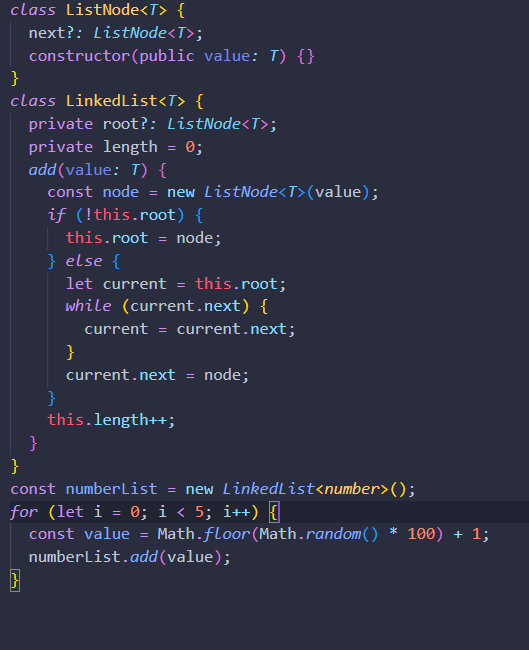 class ListNode<T> {
  next?: ListNode<T>;
  constructor(public value: T) {}
}
class LinkedList<T> {
  private root?: ListNode<T>;
  private length = 0;
  add(value: T) {
    const node = new ListNode<T>(value);
    if (!this.root) {
      this.root = node;
    } else {
      let current = this.root;
      while (current.next) {
        current = current.next;
      }
      current.next = node;
    }
    this.length++;
  }
}
const numberList = new LinkedList<number>();
for (let i = 0; i < 5; i++) {
  const value = Math.floor(Math.random() * 100) + 1;
  numberList.add(value);
}